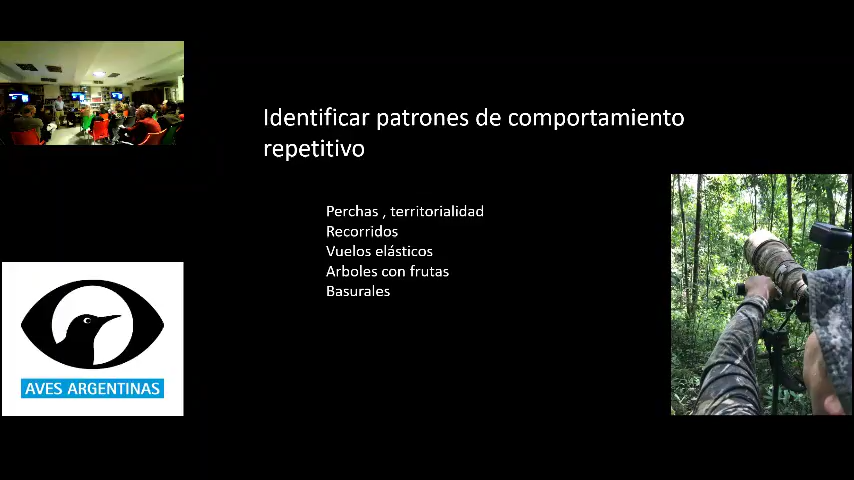 Identificar patrones de comportamiento
repetitivo
Perchas , territorialidad
Recorridos
Vuelos elásticos
Arboles con frutas
Basurales
AVES ARGENTINAS